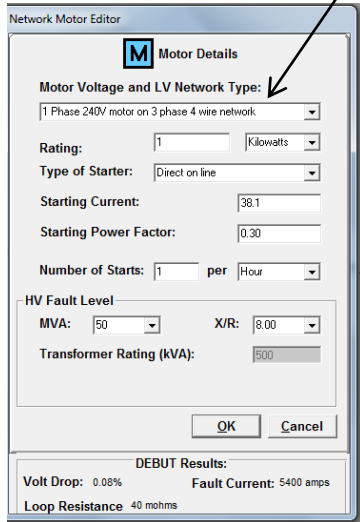 Network Motor Editor
M Motor Details
Motor Voltage and LV Network Type:
1 Phase 240V motor on 3 phase 4 wire network
Rating: 1 Kilowatts
Type of Starter: Direct on line
Starting Current: 38.1
Starting Power Factor: 0.30
Number of Starts: 1 per Hour
HV Fault Level
MVA: 50 X/R: 8.00
Transformer Rating (kVA): 500
OK Cancel
DEBUT Results:
Volt Drop: 0.08% Fault Current: 5400 amps
Loop Resistance 40 mohms